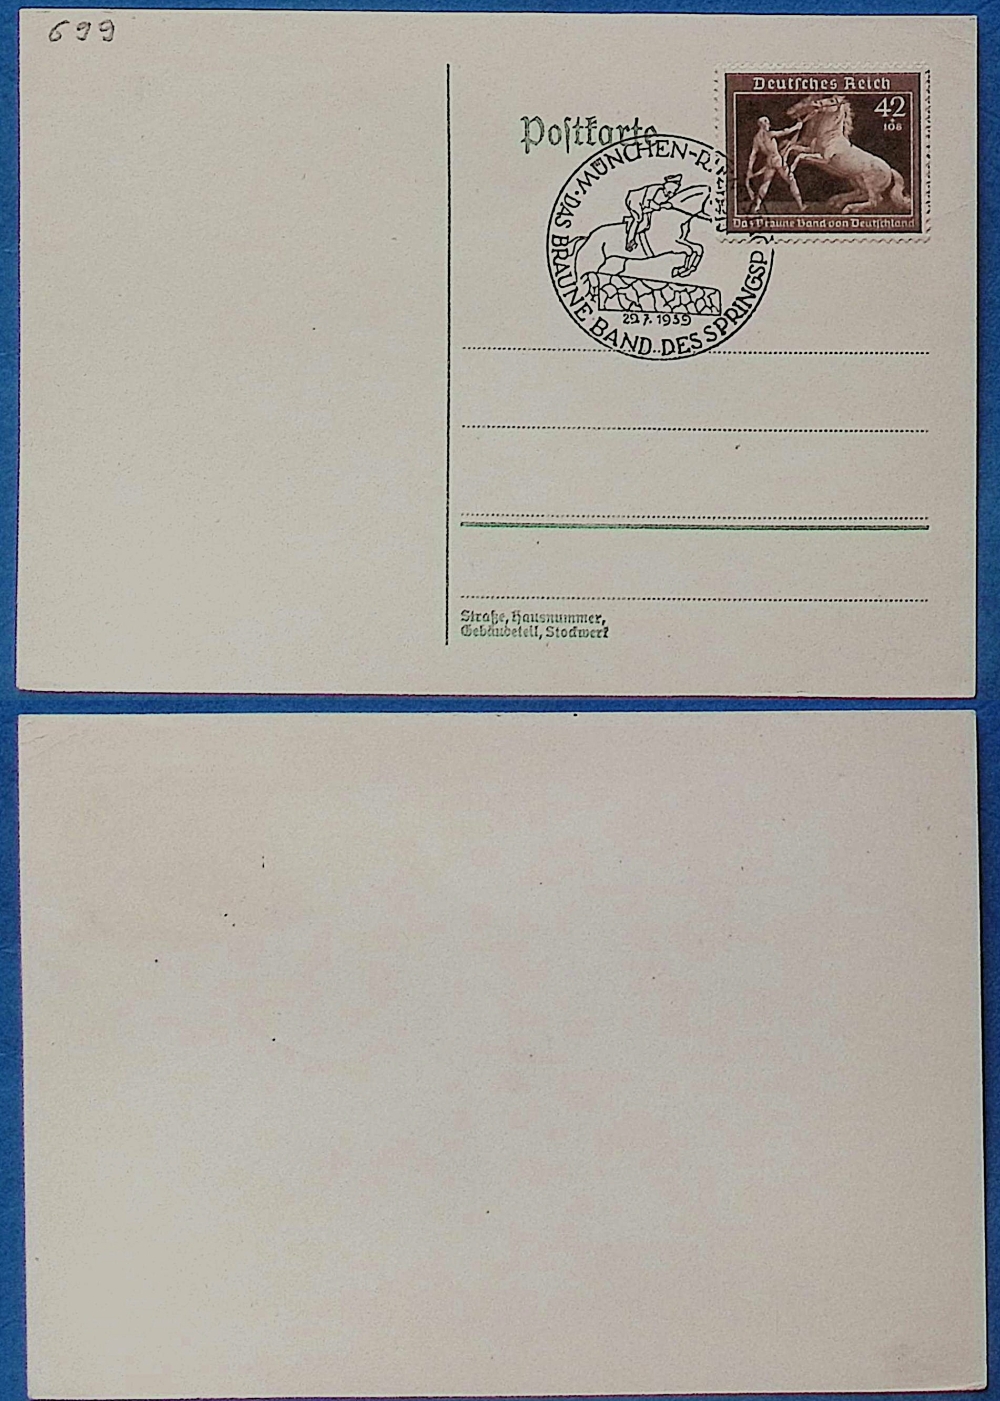 699
Postkarte
Deutsches Reich
42
+
108
Das Braune Band von Deutschland
MÜNCHEN-
DAS BRAUNE BAND DES SPRINGSP
29.7.1939
Straße, Hausnummer,
Gebäudeteil, Stockwerk